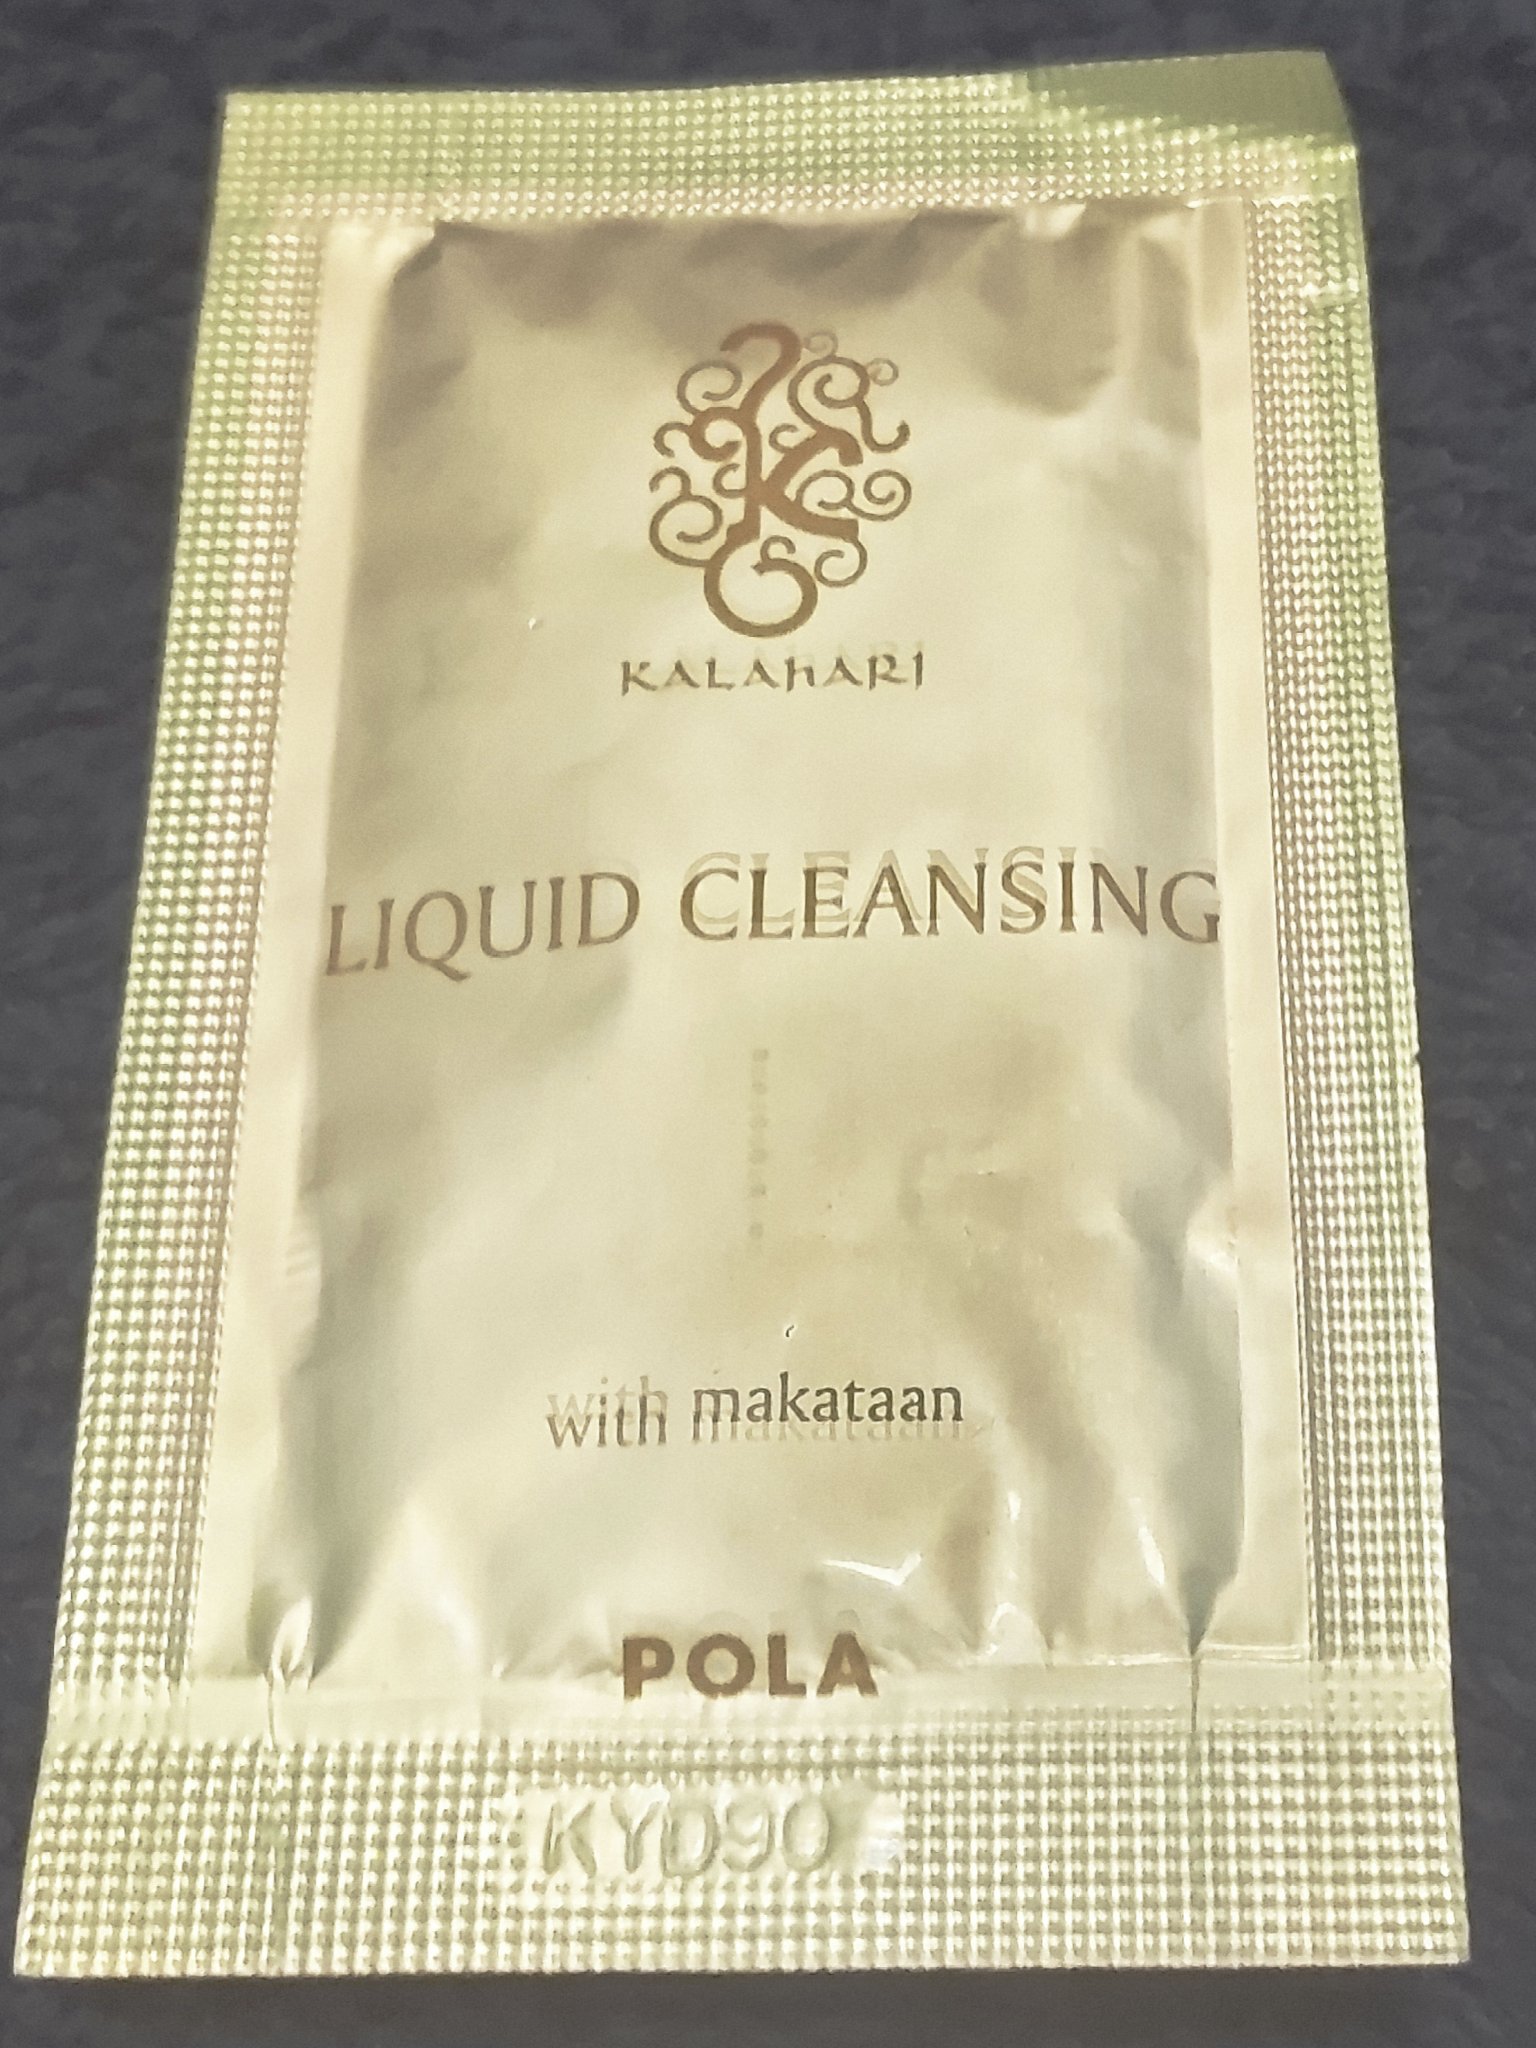 KALAHARI
LIQUID CLEANSING
with makataan
POLA
KYD90